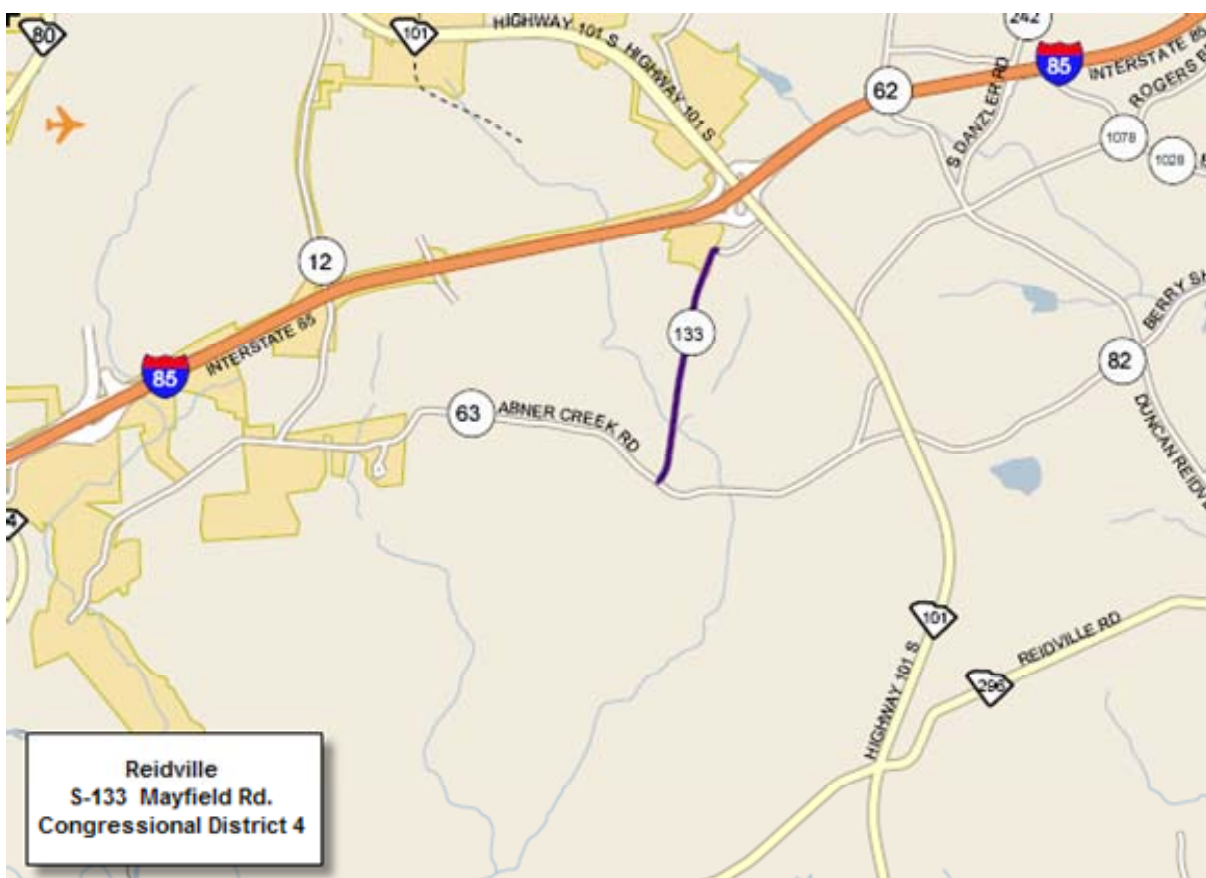 80
101
HIGHWAY 101 S HIGHWAY 101 S
242
85
INTERSTATE 85
62
S DANZLER RD
1078
1028
12
133
INTERSTATE 85
85
BERRY
82
63
ABNER CREEK RD
DUNCAN
101
REIDVILLE RD
296
HIGHWAY 101 S
Reidville
S-133 Mayfield Rd.
Congressional District 4